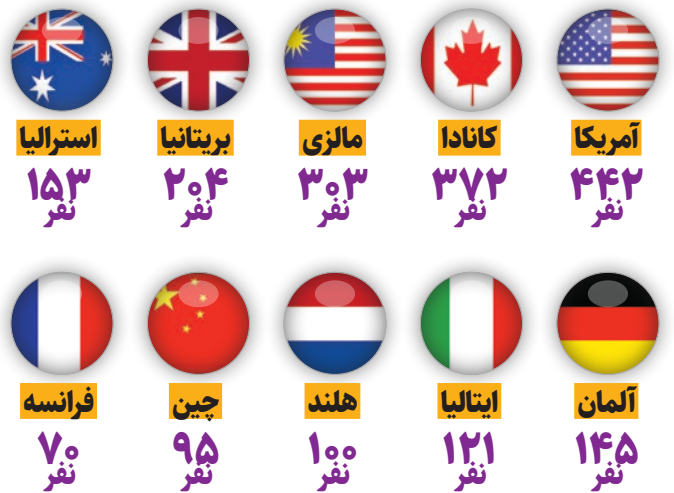 آمریکا
۴۴۲
نفر
کانادا
۳۷۲
نفر
مالزی
۳۰۳
نفر
بریتانیا
۲۰۴
نفر
استرالیا
۱۵۳
نفر
آلمان
۱۴۵
نفر
ایتالیا
۱۲۱
نفر
هلند
۱۰۰
نفر
چین
۹۵
نفر
فرانسه
۷۰
نفر